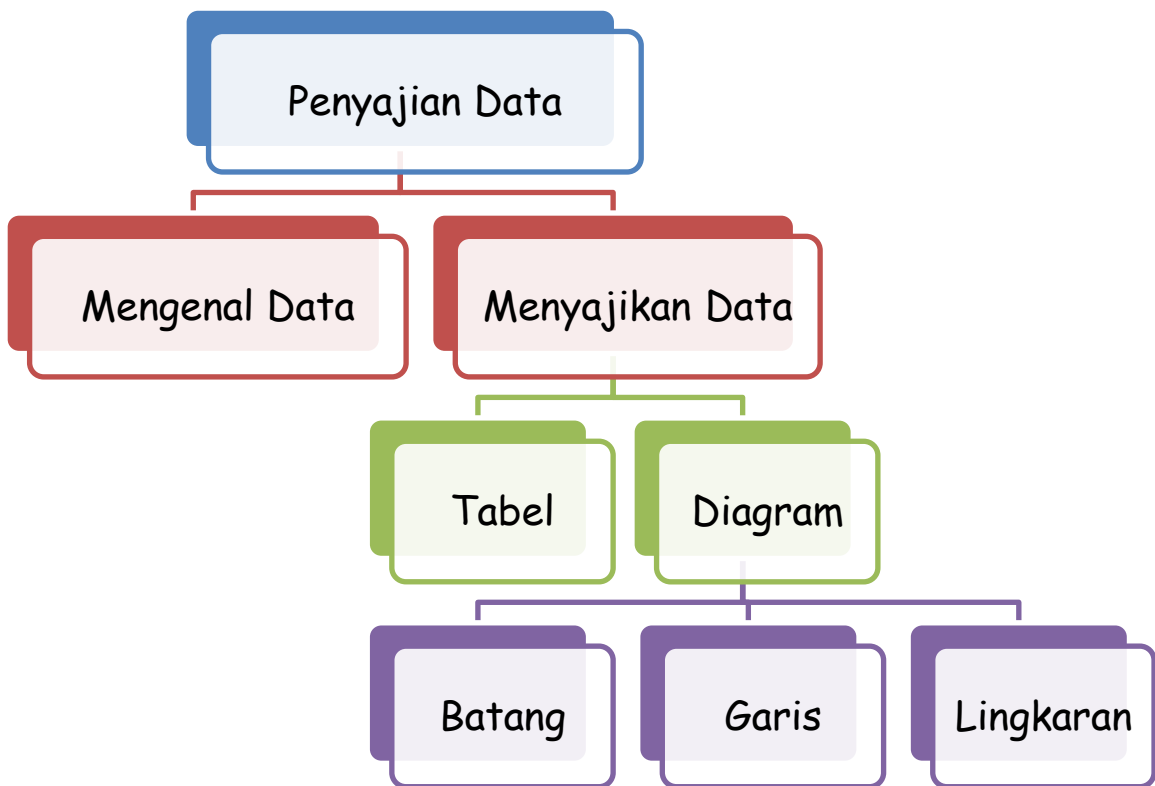 Penyajian Data
Mengenal Data
Menyajikan Data
Tabel
Diagram
Batang
Garis
Lingkaran